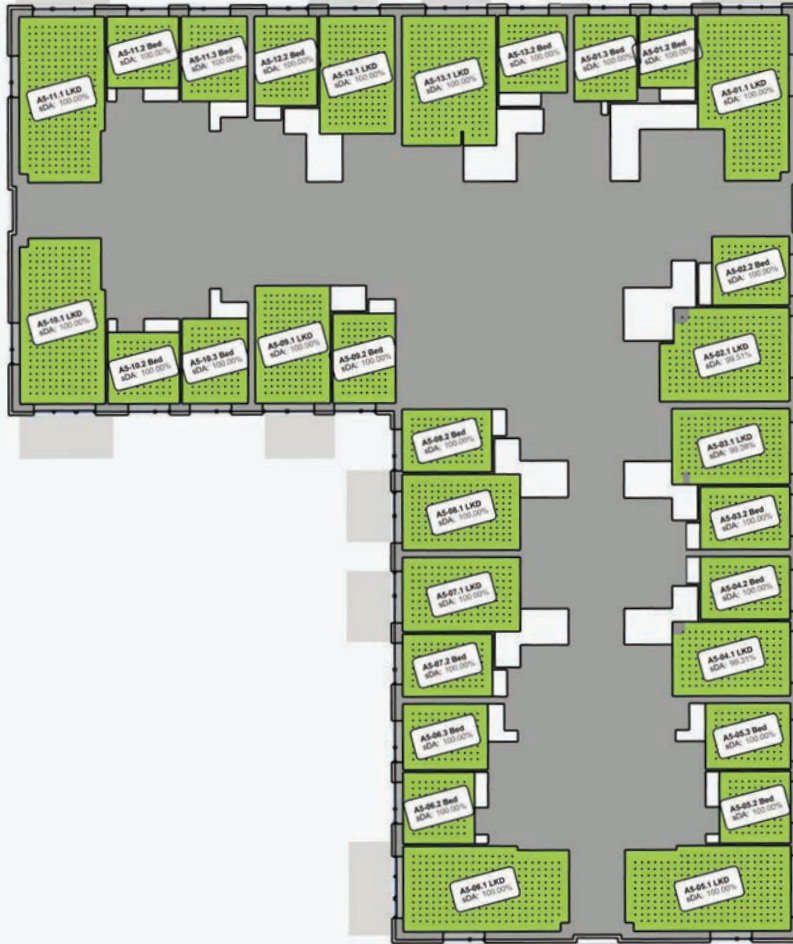 A5-11.1 LKD
sDA: 100.00%
A5-11.2 Bed
sDA: 100.00%
A5-11.3 Bed
sDA: 100.00%
A5-12.2 Bed
sDA: 100.00%
A5-12.1 LKD
sDA: 100.00%
A5-13.1 LKD
sDA: 100.00%
A5-13.2 Bed
sDA: 100.00%
A5-01.3 Bed
sDA: 100.00%
A5-01.2 Bed
sDA: 100.00%
A5-01.1 LKD
sDA: 100.00%
A5-02.2 Bed
sDA: 100.00%
A5-10.1 LKD
sDA: 100.00%
A5-10.2 Bed
sDA: 100.00%
A5-10.3 Bed
sDA: 100.00%
A5-09.1 LKD
sDA: 100.00%
A5-09.2 Bed
sDA: 100.00%
A5-02.1 LKD
sDA: 99.51%
A5-08.2 Bed
sDA: 100.00%
A5-03.1 LKD
sDA: 99.38%
A5-08.1 LKD
sDA: 100.00%
A5-03.2 Bed
sDA: 100.00%
A5-07.1 LKD
sDA: 100.00%
A5-04.2 Bed
sDA: 100.00%
A5-07.2 Bed
sDA: 100.00%
A5-04.1 LKD
sDA: 99.31%
A5-06.3 Bed
sDA: 100.00%
A5-05.3 Bed
sDA: 100.00%
A5-06.2 Bed
sDA: 100.00%
A5-05.2 Bed
sDA: 100.00%
A5-06.1 LKD
sDA: 100.00%
A5-05.1 LKD
sDA: 100.00%